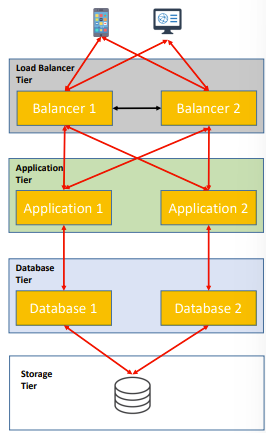 Load Balancer
Tier
Balancer 1
Balancer 2
Application
Tier
Application 1
Application 2
Database
Tier
Database 1
Database 2
Storage
Tier